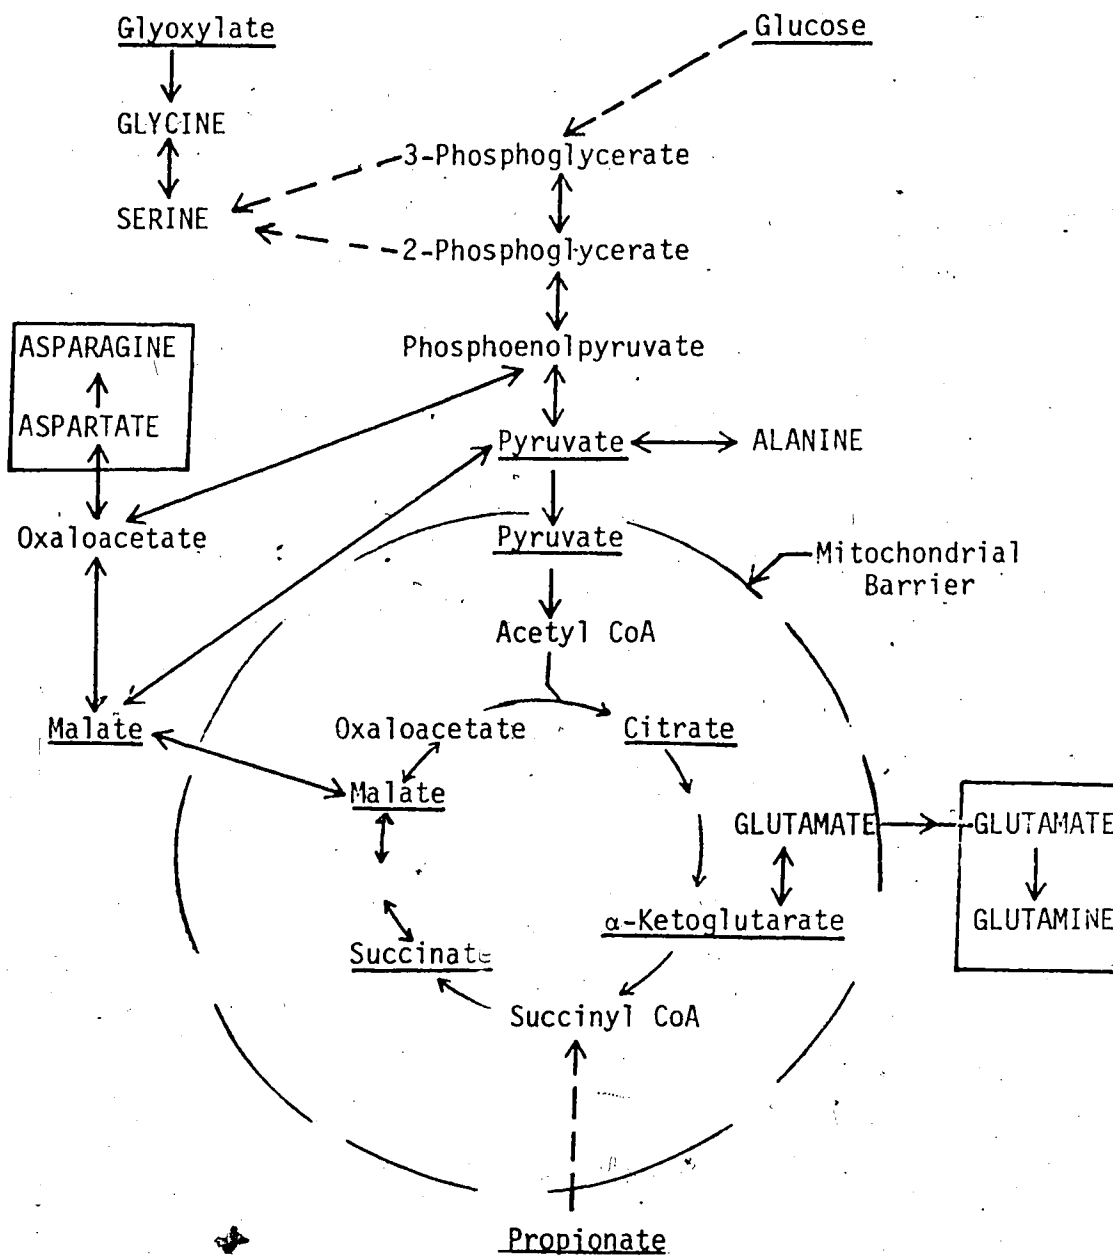 Glyoxylate
Glucose
GLYCINE
3-Phosphoglycerate
SERINE
2-Phosphoglycerate
ASPARAGINE
Phosphoenolpyruvate
ASPARTATE
Pyruvate
ALANINE
Oxaloacetate
Pyruvate
Mitochondrial
Barrier
Acetyl CoA
Malate
Oxaloacetate
Citrate
Malate
GLUTAMATE
GLUTAMATE
α-Ketoglutarate
GLUTAMINE
Succinate
Succinyl CoA
Propionate